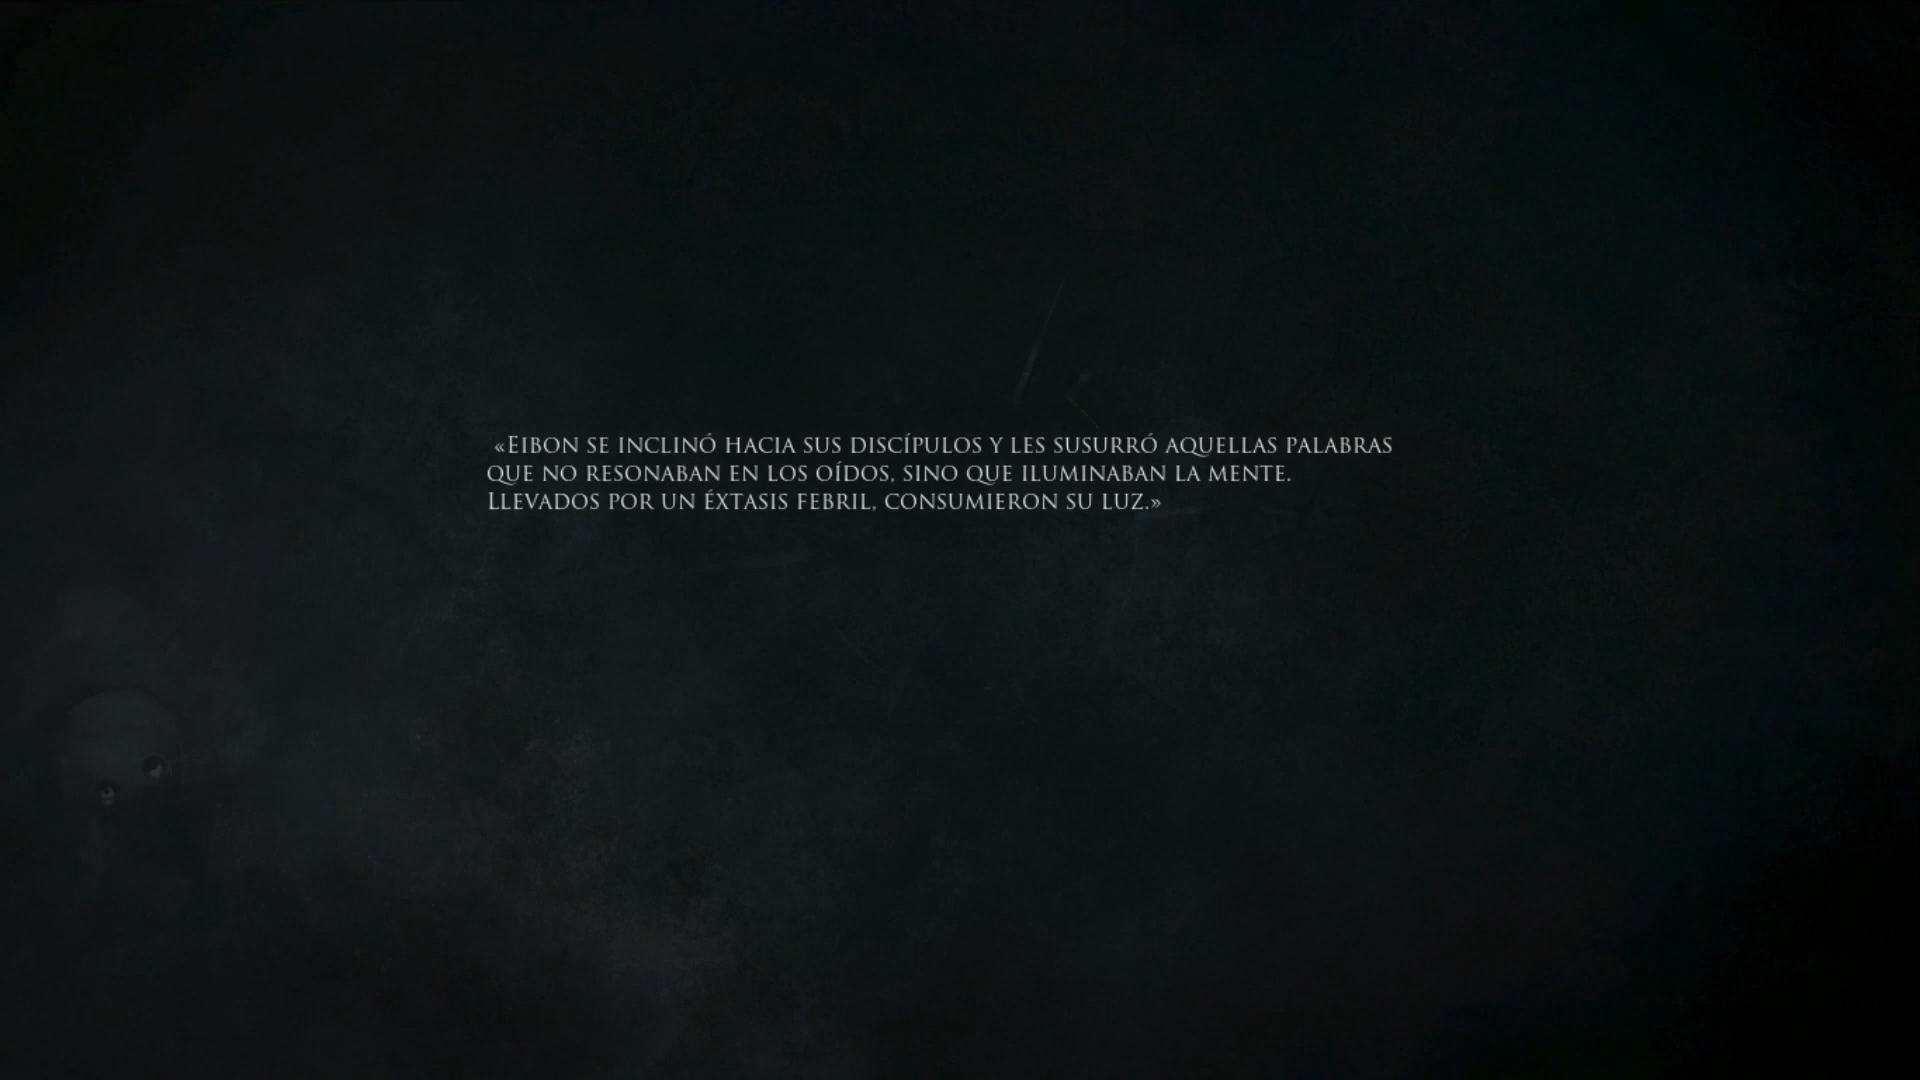 «Eibon se inclinó hacia sus discípulos y les susurró aquellas palabras
que no resonaban en los oídos, sino que iluminaban la mente.
Llevados por un éxtasis febril, consumieron su luz.»